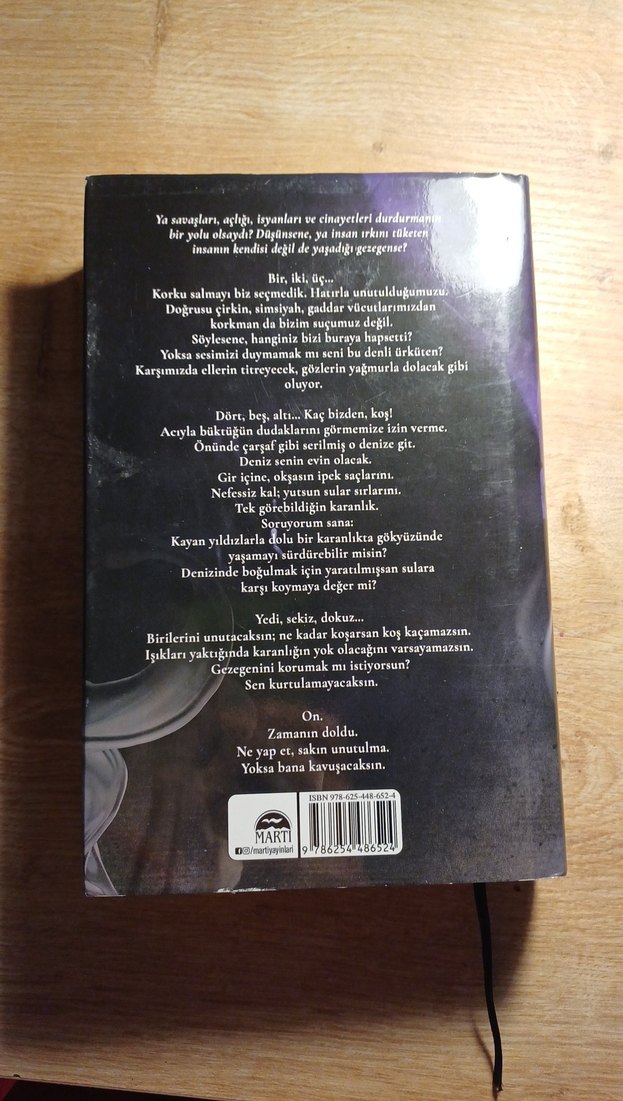 Ya savaşları, açlığı, isyanları ve cinayetleri durdurmanın
bir yolu olsaydı? Düşünsene, ya insan ırkını tüketen
insanın kendisi değil de yaşadığı gezegense?
Bir, iki, üç...
Korku salmayı biz seçmedik. Hatırla unutulduğumuzu.
Doğrusu çirkin, simsiyah, gaddar vücutlarımızdan
korkman da bizim suçumuz değil.
Söylesene, hanginiz bizi buraya hapsetti?
Yoksa sesimizi duymamak mı seni bu denli ürküten?
Karşımızda ellerin titreyecek, gözlerin yağmurla dolacak gibi
oluyor.
Dört, beş, altı... Kaç bizden, koş!
Acıyla büktüğün dudaklarını görmemize izin verme.
Önünde çarşaf gibi serilmiş o denize git.
Deniz senin evin olacak.
Gir içine, okşasın ipek saçlarını.
Nefessiz kal; yutsun sular sırlarını.
Tek görebildiğin karanlık.
Soruyorum sana:
Kayan yıldızlarla dolu bir karanlıkta gökyüzünde
yaşamayı sürdürebilir misin?
Denizinde boğulmak için yaratılmışsan sulara
karşı koymaya değer mi?
Yedi, sekiz, dokuz...
Birilerini unutacaksın; ne kadar koşarsan koş kaçamazsın.
Işıkları yaktığında karanlığın yok olacağını varsayamazsın.
Gezegenini korumak mı istiyorsun?
Sen kurtulamayacaksın.
On.
Zamanın doldu.
Ne yap et, sakın unutulma.
Yoksa bana kavuşacaksın.
ISBN 978-625-448-652-4
MARTI
/martiyayinlari
9 786254 486524